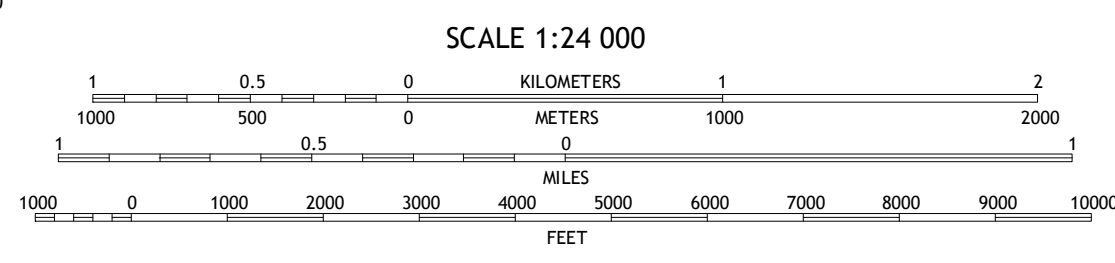 SCALE 1:24 000
1 0.5 0 KILOMETERS 1 2
1000 500 0 METERS 1000 2000
1 0.5 0 1
MILES
1000 0 1000 2000 3000 4000 5000 6000 7000 8000 9000 10000
FEET